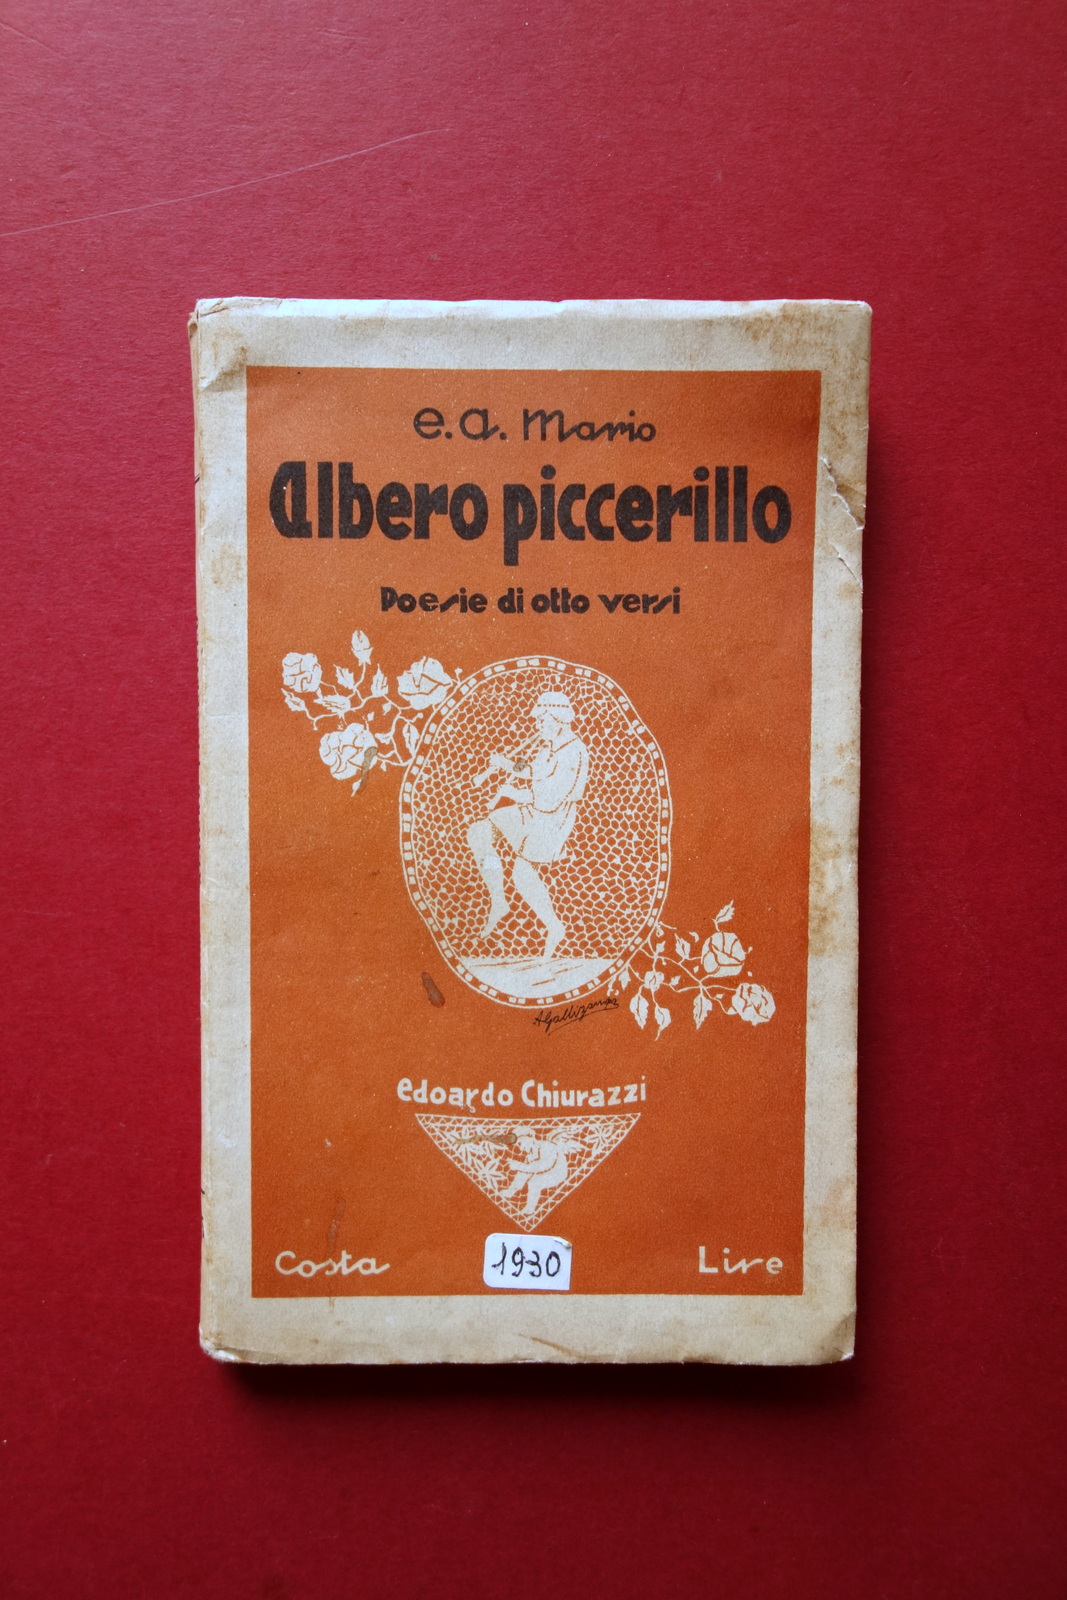 e. a. Mario
Albero piccerillo
Poesie di otto versi
edoardo Chiurazzi
Costa Lire
1930